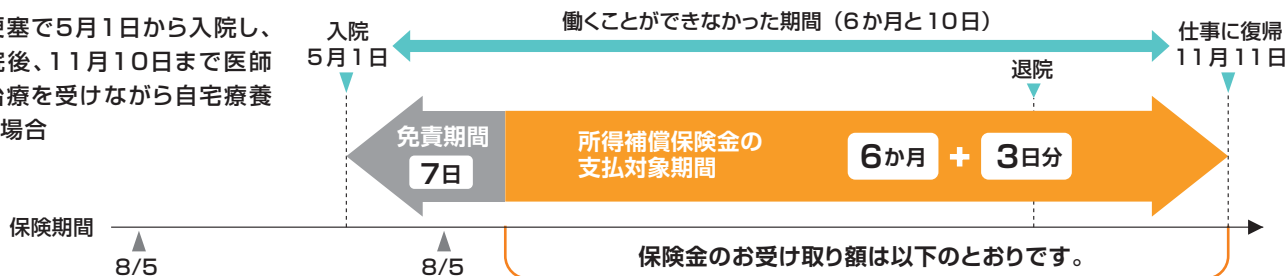 梗塞で5月1日から入院し、
院後、11月10日まで医師
治療を受けながら自宅療養
場合
働くことができなかった期間（6か月と10日）
入院
5月1日
仕事に復帰
11月11日
退院
免責期間
7日
所得補償保険金の
支払対象期間
6か月 + 3日分
保険期間
8/5
8/5
保険金のお受け取り額は以下のとおりです。